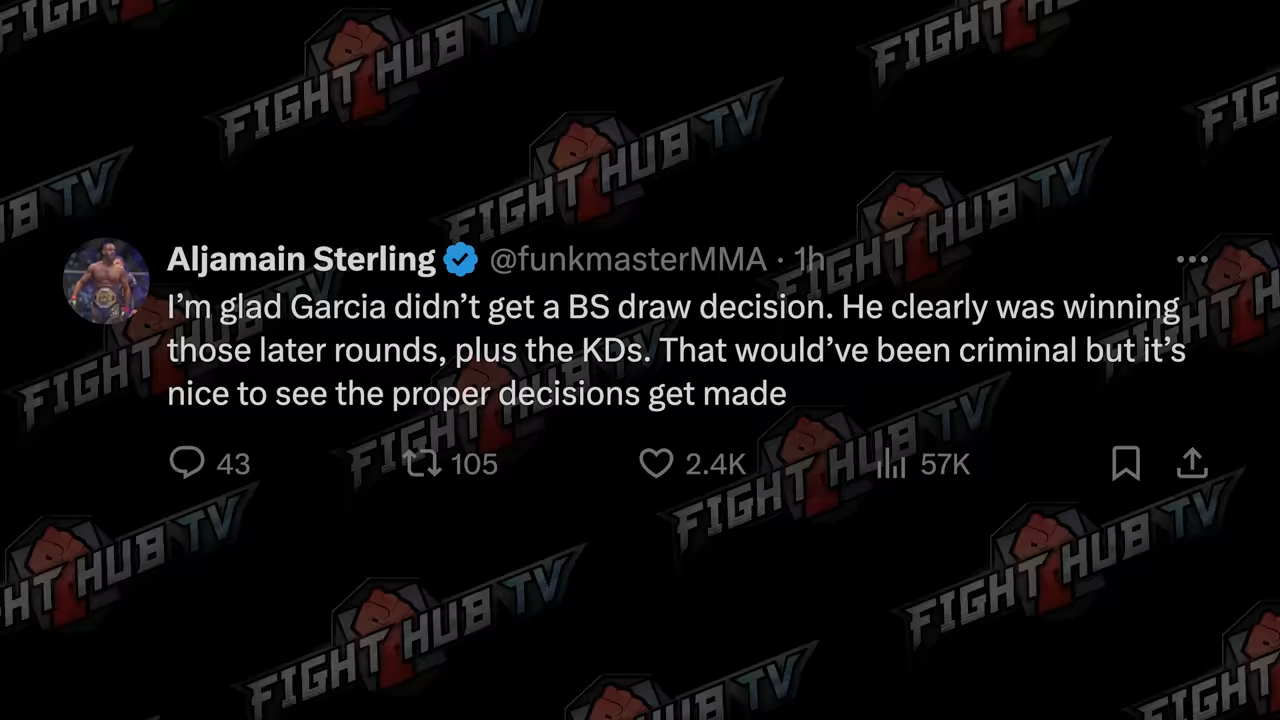 FIGHT HUB TV
Aljamain Sterling @funkmasterMMA · 1h
I’m glad Garcia didn’t get a BS draw decision. He clearly was winning
those later rounds, plus the KDs. That would’ve been criminal but it’s
nice to see the proper decisions get made
43 105 2.4K 57K